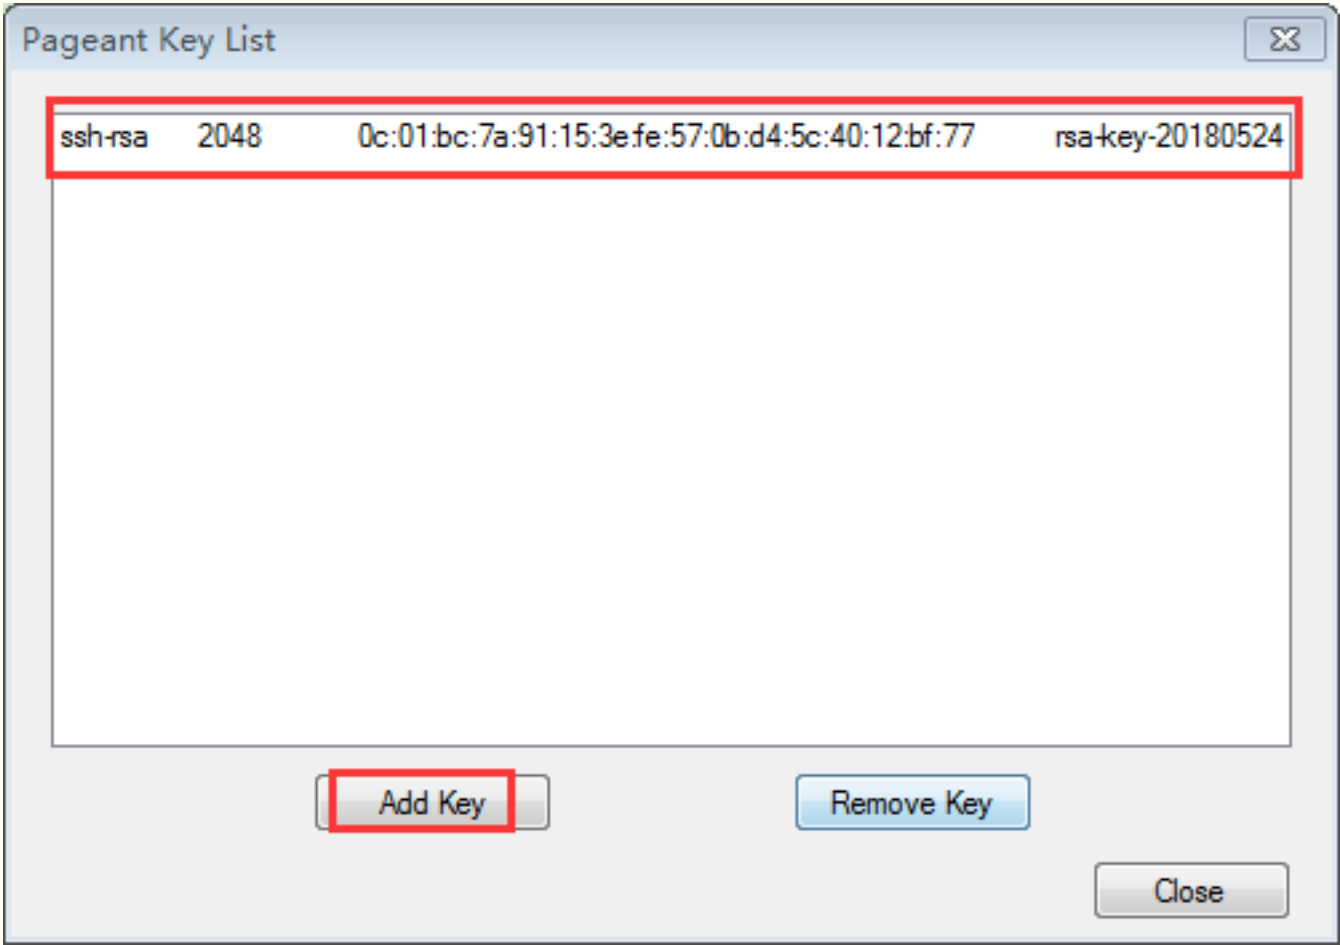 Pageant Key List
ssh-rsa 2048 0c:01:bc:7a:91:15:3e:fe:57:0b:d4:5c:40:12:bf:77 rsa-key-20180524
Add Key Remove Key
Close